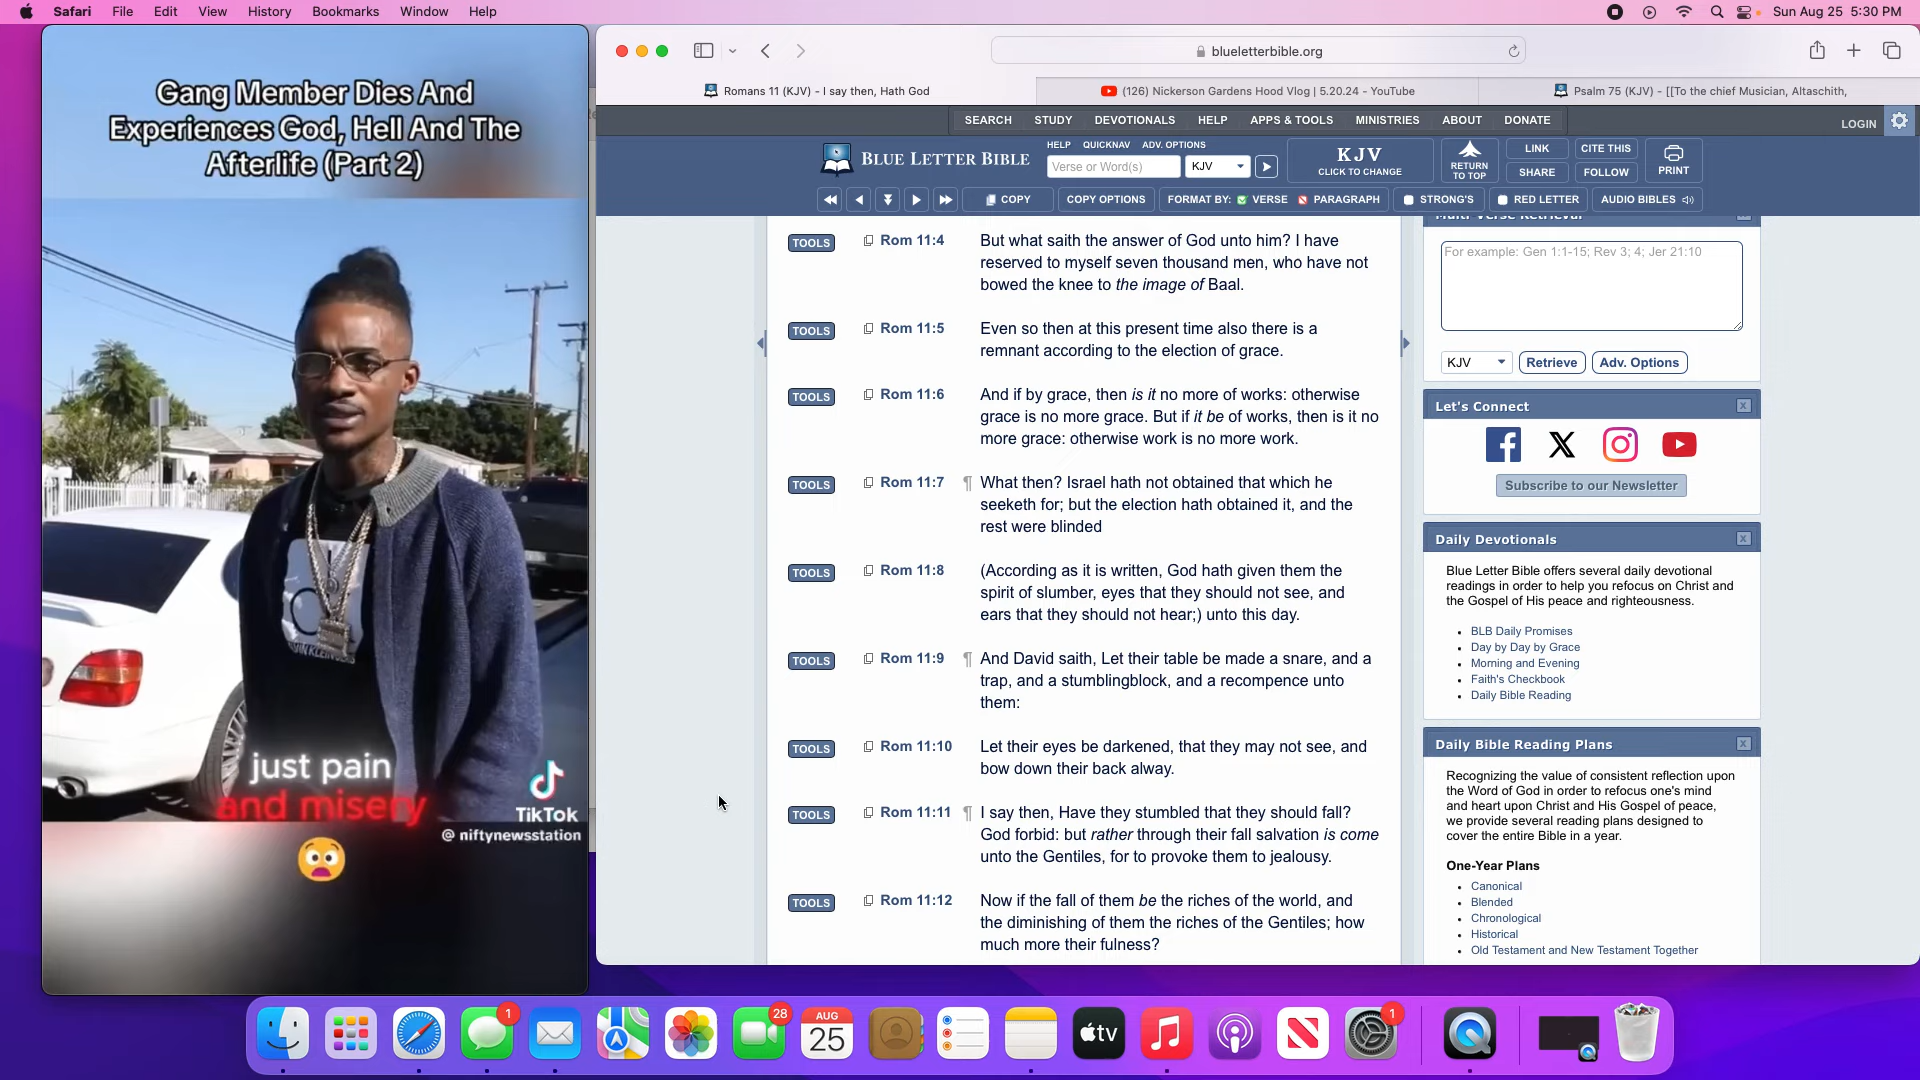 Safari File Edit View History Bookmarks Window Help
Sun Aug 25 5:30 PM
Gang Member Dies And
Experiences God, Hell And The
Afterlife (Part 2)
CALVIN KLEIN JEANS
just pain
and misery
TikTok
@ niftynewsstation
blueletterbible.org
Romans 11 (KJV) - I say then, Hath God
(126) Nickerson Gardens Hood Vlog | 5.20.24 - YouTube
Psalm 75 (KJV) - [[To the chief Musician, Altaschith,
SEARCH STUDY DEVOTIONALS HELP APPS & TOOLS MINISTRIES ABOUT DONATE
LOGIN
BLUE LETTER BIBLE
HELP QUICKNAV ADV. OPTIONS
Verse or Word(s)
KJV
KJV
CLICK TO CHANGE
RETURN
TO TOP
LINK
CITE THIS
SHARE
FOLLOW
PRINT
COPY
COPY OPTIONS
FORMAT BY: VERSE PARAGRAPH
STRONG'S
RED LETTER
AUDIO BIBLES
TOOLS Rom 11:4 But what saith the answer of God unto him? I have
reserved to myself seven thousand men, who have not
bowed the knee to the image of Baal.
TOOLS Rom 11:5 Even so then at this present time also there is a
remnant according to the election of grace.
TOOLS Rom 11:6 And if by grace, then is it no more of works: otherwise
grace is no more grace. But if it be of works, then is it no
more grace: otherwise work is no more work.
TOOLS Rom 11:7 ¶ What then? Israel hath not obtained that which he
seeketh for; but the election hath obtained it, and the
rest were blinded
TOOLS Rom 11:8 (According as it is written, God hath given them the
spirit of slumber, eyes that they should not see, and
ears that they should not hear;) unto this day.
TOOLS Rom 11:9 ¶ And David saith, Let their table be made a snare, and a
trap, and a stumblingblock, and a recompence unto
them:
TOOLS Rom 11:10 Let their eyes be darkened, that they may not see, and
bow down their back alway.
TOOLS Rom 11:11 ¶ I say then, Have they stumbled that they should fall?
God forbid: but rather through their fall salvation is come
unto the Gentiles, for to provoke them to jealousy.
TOOLS Rom 11:12 Now if the fall of them be the riches of the world, and
the diminishing of them the riches of the Gentiles; how
much more their fulness?
Multi-Verse Retrieval
For example: Gen 1:1-15; Rev 3; 4; Jer 21:10
KJV
Retrieve
Adv. Options
Let's Connect
Subscribe to our Newsletter
Daily Devotionals
Blue Letter Bible offers several daily devotional
readings in order to help you refocus on Christ and
the Gospel of His peace and righteousness.
BLB Daily Promises
Day by Day by Grace
Morning and Evening
Faith's Checkbook
Daily Bible Reading
Daily Bible Reading Plans
Recognizing the value of consistent reflection upon
the Word of God in order to refocus one's mind
and heart upon Christ and His Gospel of peace,
we provide several reading plans designed to
cover the entire Bible in a year.
One-Year Plans
Canonical
Blended
Chronological
Historical
Old Testament and New Testament Together
1
28
AUG
25
tv
1